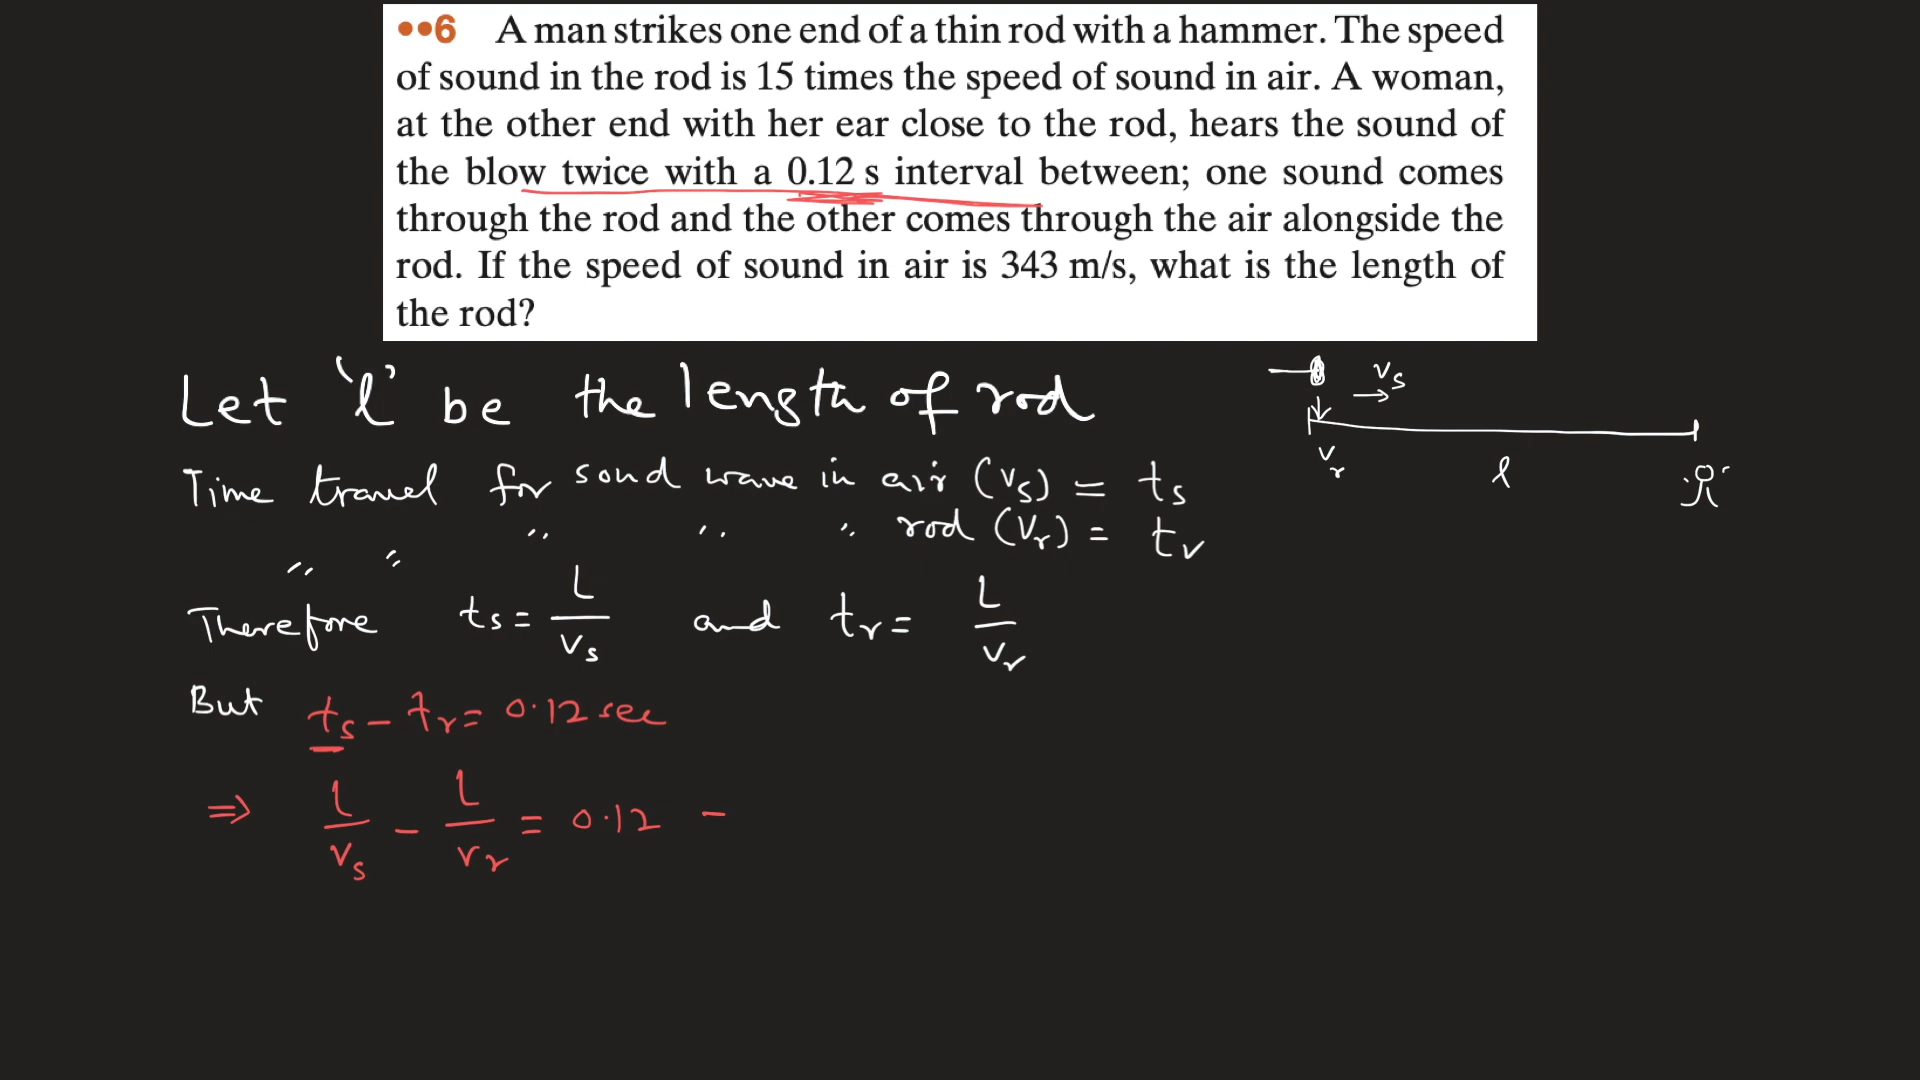 ••6 A man strikes one end of a thin rod with a hammer. The speed
of sound in the rod is 15 times the speed of sound in air. A woman,
at the other end with her ear close to the rod, hears the sound of
the blow twice with a 0.12 s interval between; one sound comes
through the rod and the other comes through the air alongside the
rod. If the speed of sound in air is 343 m/s, what is the length of
the rod?
Let 'l' be the length of rod
vs →
vr l
Time travel for sond wave in air (vs) = ts
" " " " " rod (vr) = tr
Therefore ts = L/vs and tr = L/vr
But ts - tr = 0.12 sec
⇒ L/vs - L/vr = 0.12 -